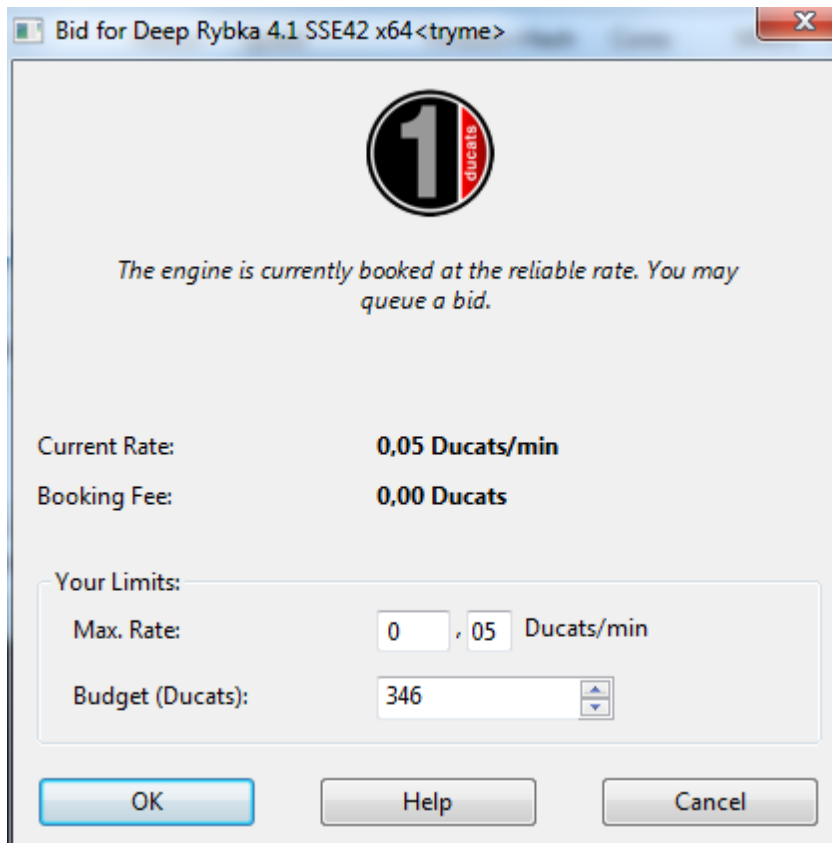 Bid for Deep Rybka 4.1 SSE42 x64<tryme>
1 ducats
The engine is currently booked at the reliable rate. You may
queue a bid.
Current Rate: 0,05 Ducats/min
Booking Fee: 0,00 Ducats
Your Limits:
Max. Rate: 0 , 05 Ducats/min
Budget (Ducats): 346
OK Help Cancel